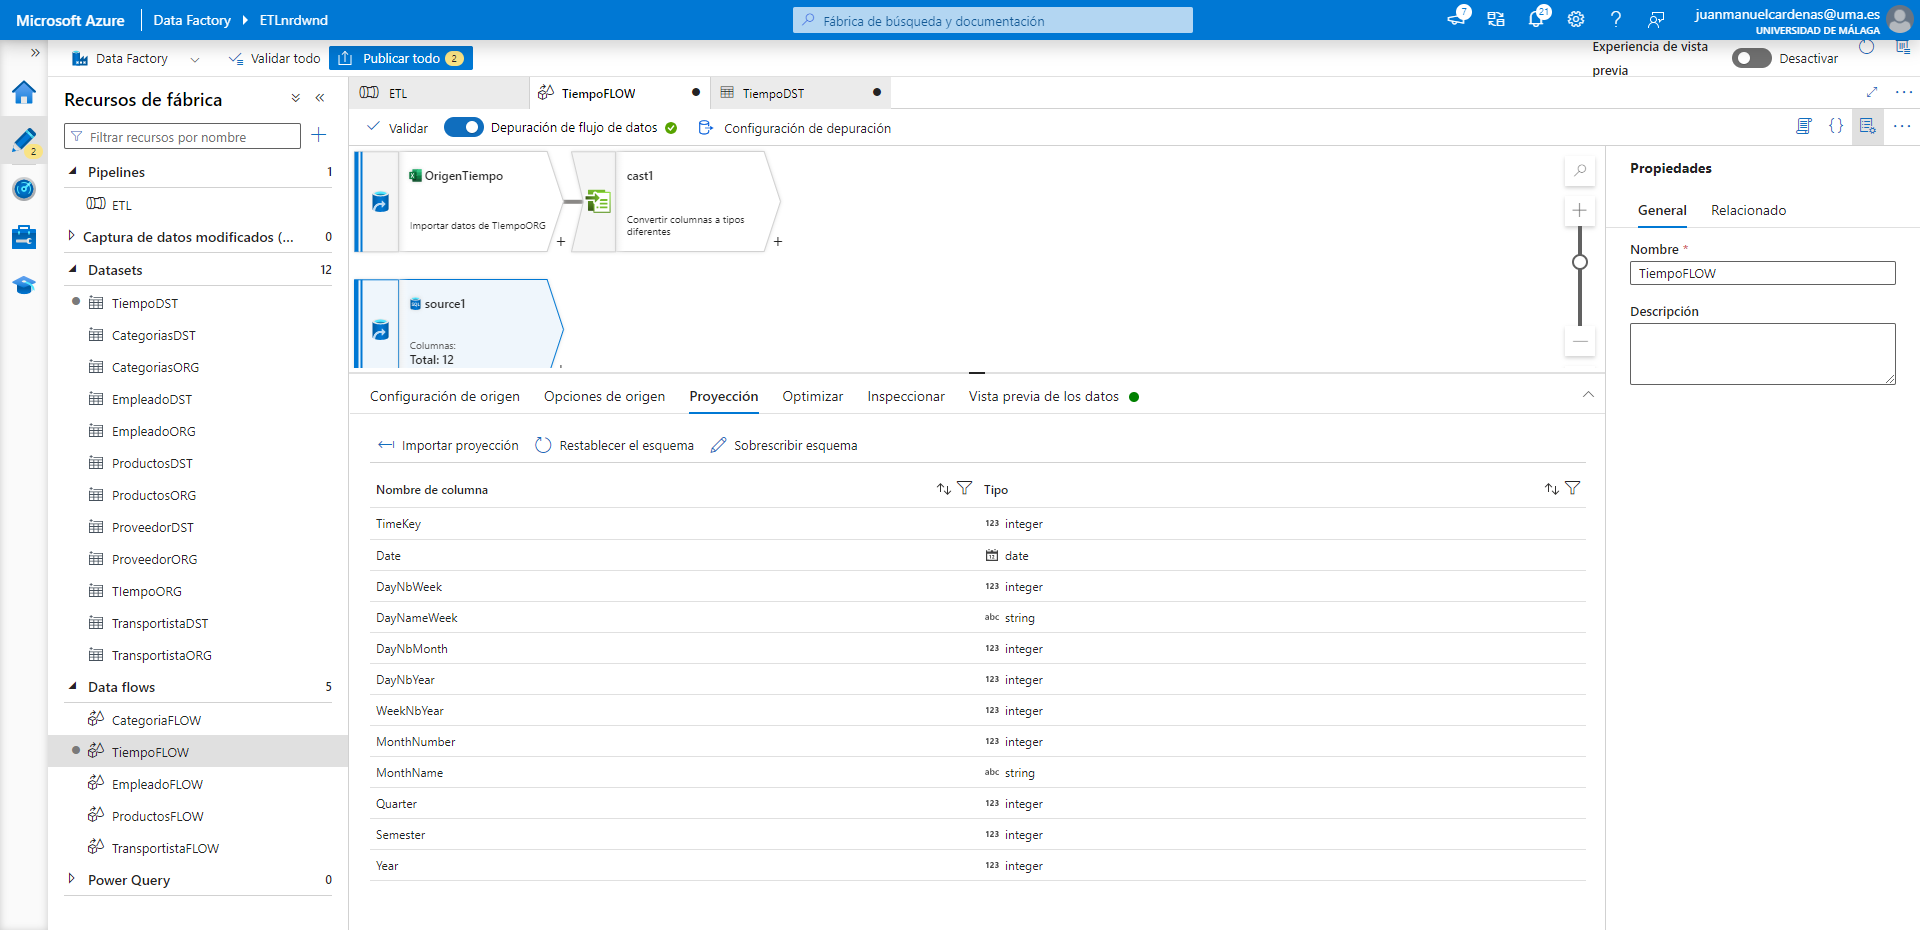 Microsoft Azure
Data Factory
ETLnrdwnd
Fábrica de búsqueda y documentación
7
21
juanmanuelcardenas@uma.es
UNIVERSIDAD DE MÁLAGA
Data Factory
Validar todo
Publicar todo
2
Experiencia de vista previa
Desactivar
2
Recursos de fábrica
Filtrar recursos por nombre
Pipelines
1
ETL
Captura de datos modificados (...
0
Datasets
12
TiempoDST
CategoriasDST
CategoriasORG
EmpleadoDST
EmpleadoORG
ProductosDST
ProductosORG
ProveedorDST
ProveedorORG
TIempoORG
TransportistaDST
TransportistaORG
Data flows
5
CategoriaFLOW
TiempoFLOW
EmpleadoFLOW
ProductosFLOW
TransportistaFLOW
Power Query
0
ETL
TiempoFLOW
TiempoDST
Validar
Depuración de flujo de datos
Configuración de depuración
OrigenTiempo
Importar datos de TIempoORG
cast1
Convertir columnas a tipos
diferentes
source1
Columnas:
Total: 12
Configuración de origen
Opciones de origen
Proyección
Optimizar
Inspeccionar
Vista previa de los datos
Importar proyección
Restablecer el esquema
Sobrescribir esquema
Nombre de columna
Tipo
TimeKey
123 integer
Date
date
DayNbWeek
123 integer
DayNameWeek
abc string
DayNbMonth
123 integer
DayNbYear
123 integer
WeekNbYear
123 integer
MonthNumber
123 integer
MonthName
abc string
Quarter
123 integer
Semester
123 integer
Year
123 integer
Propiedades
General
Relacionado
Nombre *
TiempoFLOW
Descripción